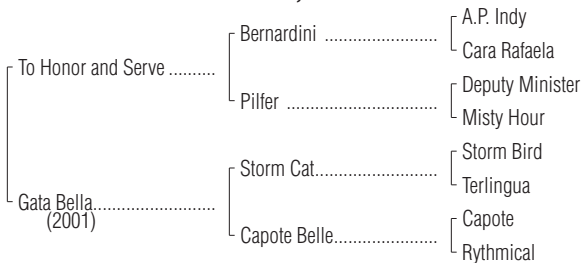 A.P. Indy
Bernardini ..............................
Cara Rafaela
To Honor and Serve ..........
Deputy Minister
Pilfer ........................................
Misty Hour
Storm Bird
Storm Cat................................
Terlingua
Gata Bella................................
(2001)
Capote
Capote Belle...........................
Rythmical